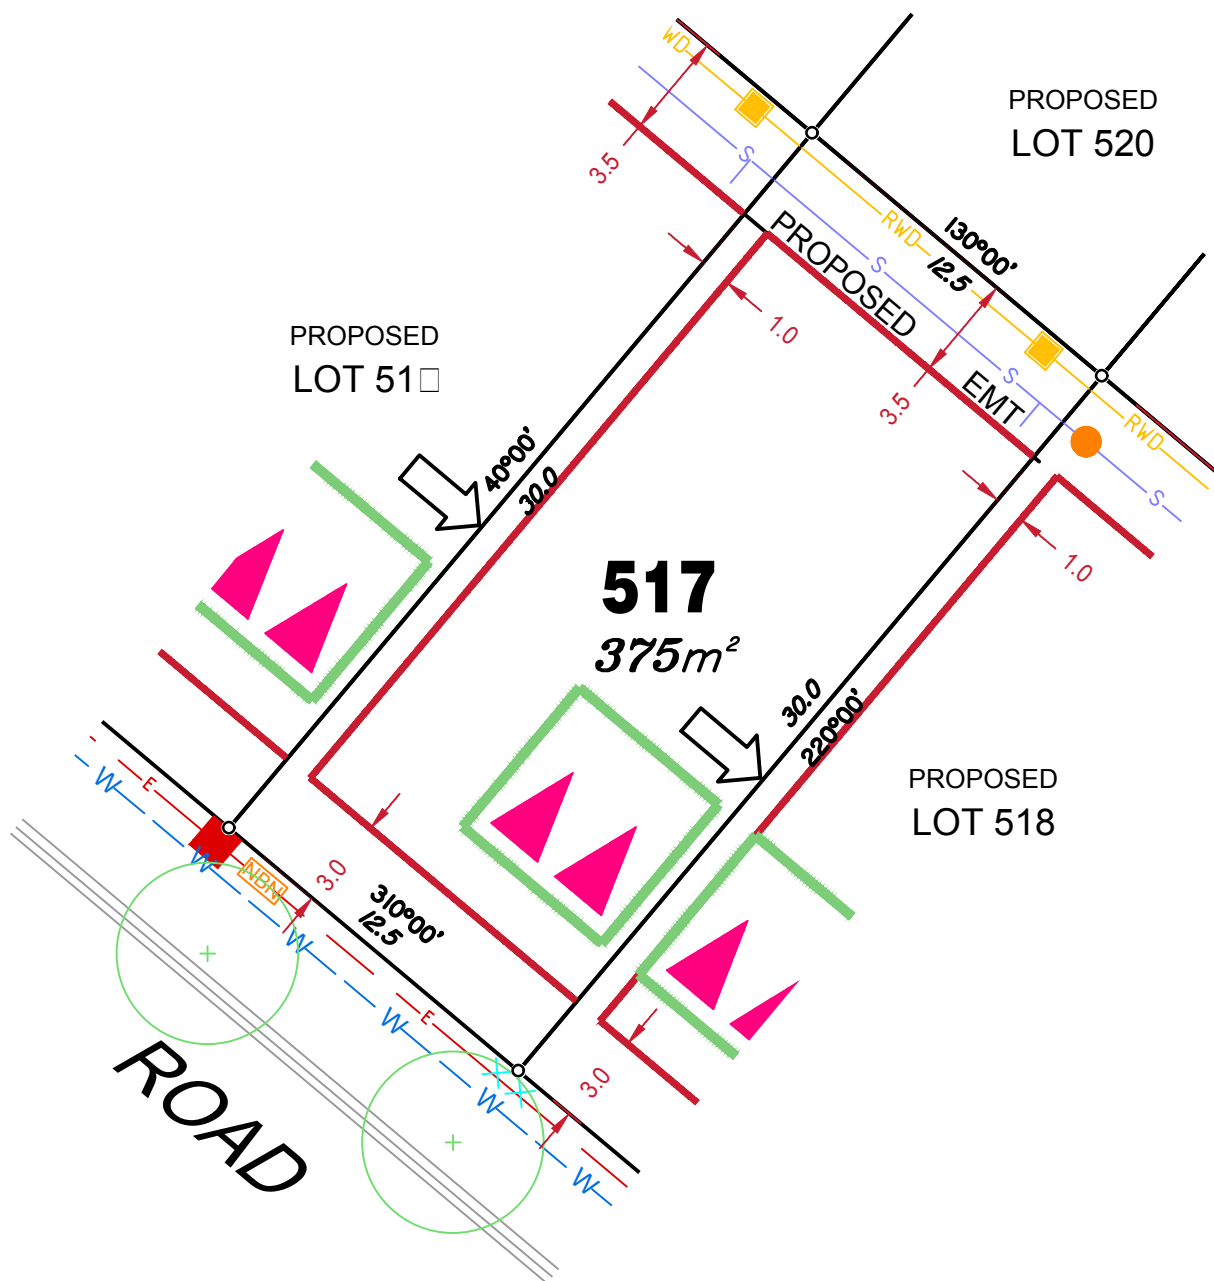 WD
PROPOSED
LOT 520
S
3.5
RWD
130°00'
12.5
PROPOSED
S
1.0
PROPOSED
LOT 51□
EMT
S
3.5
RWD
S
40°00'
30.0
1.0
517
375m²
30.0
220°00'
PROPOSED
LOT 518
E
W
W
NBN
3.0
310°00'
12.5
W
E
W
W
3.0
W
ROAD